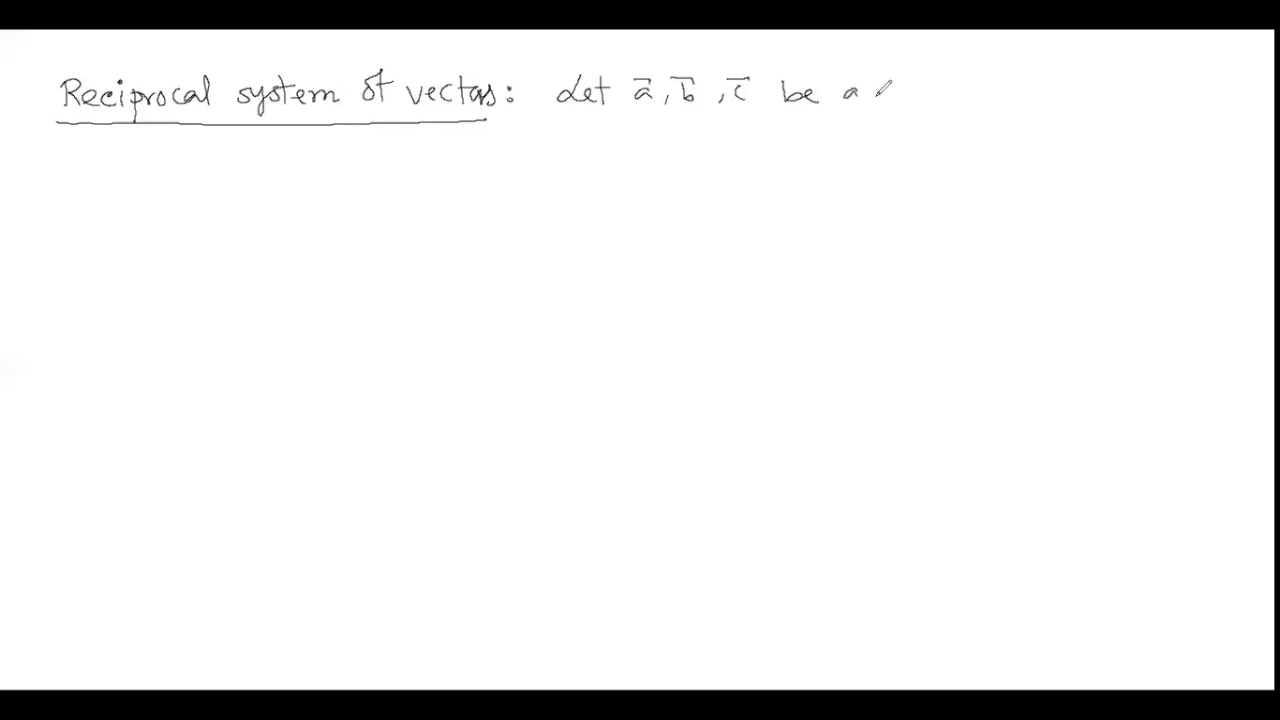 Reciprocal system of vectors: Let a̅, b̅, c̅ be a